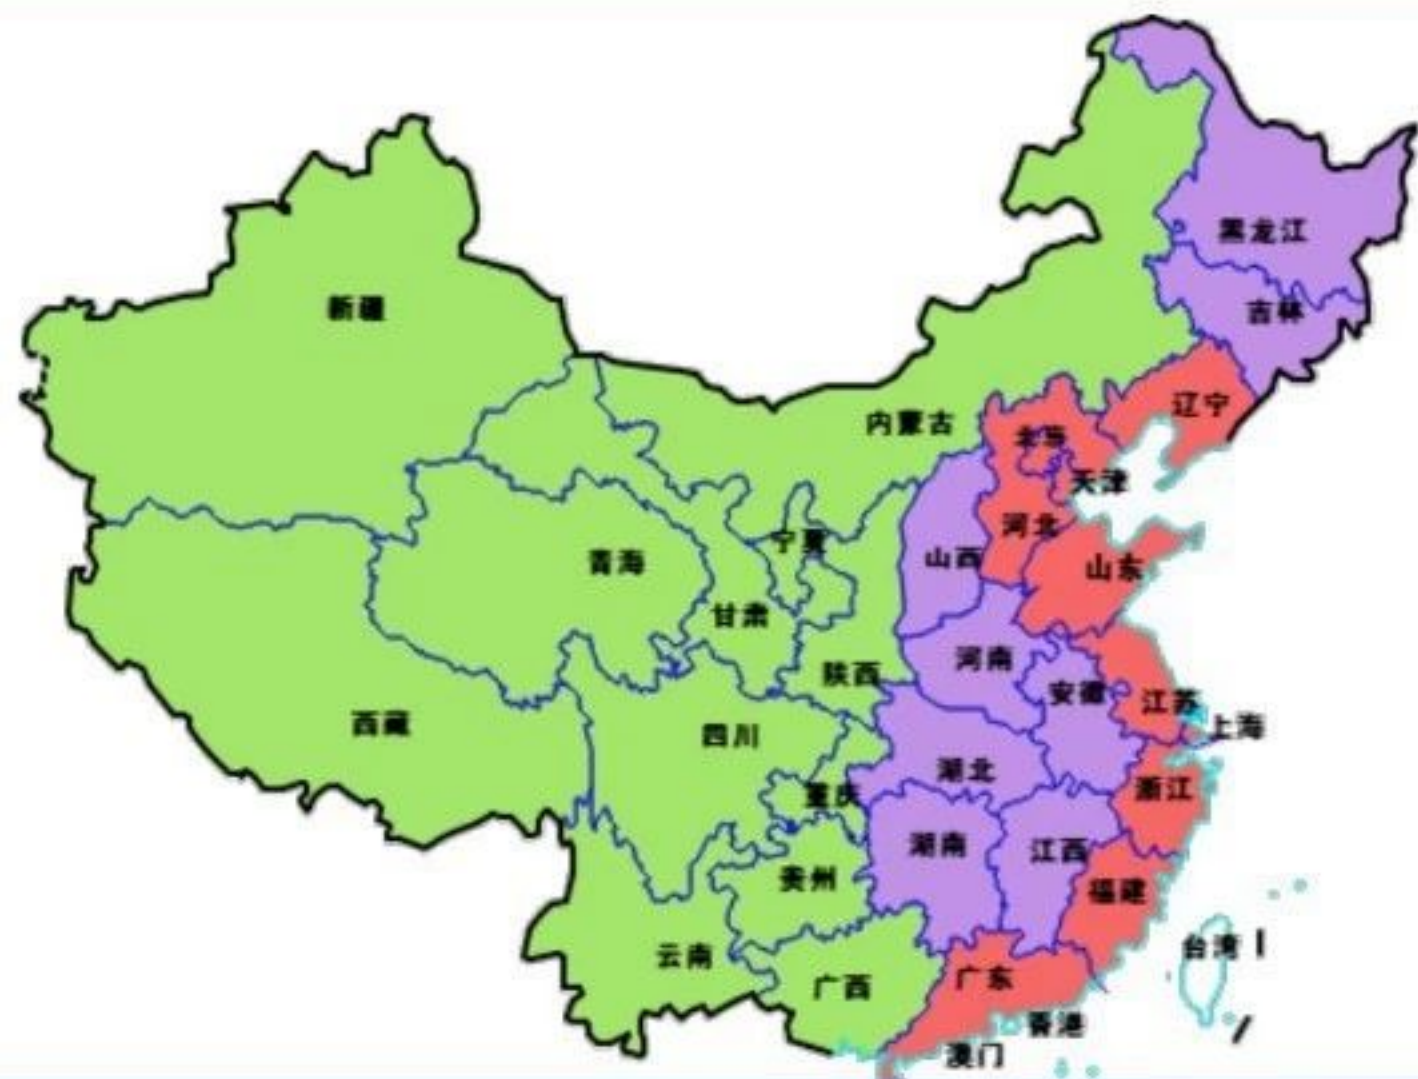 黑龙江
吉林
新疆
辽宁
内蒙古
北京
天津
河北
宁夏
山西
青海
山东
甘肃
河南
陕西
安徽
江苏
西藏
四川
上海
湖北
重庆
浙江
湖南
江西
贵州
福建
台湾
云南
广西
广东
香港
澳门